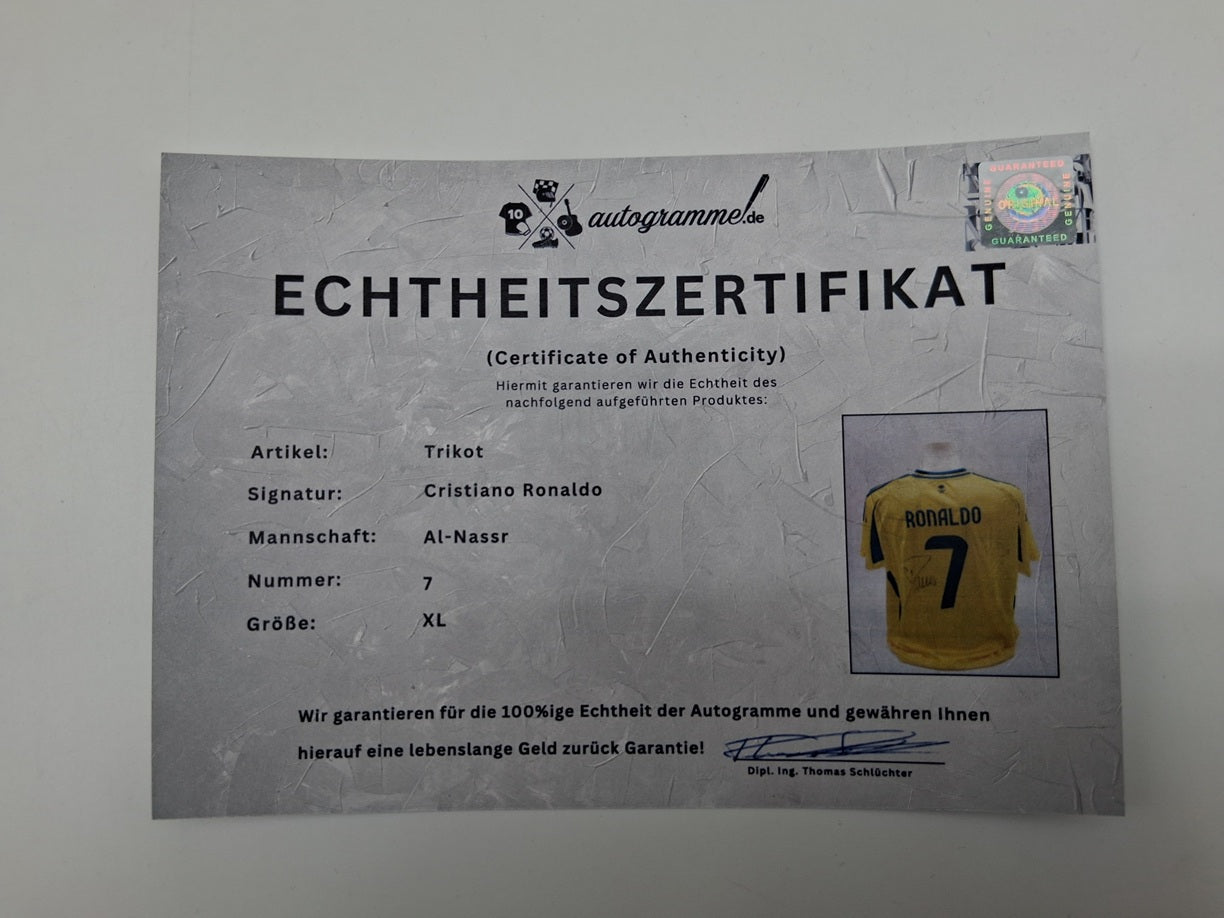 10
autogramme!.de
GUARANTEED
GENUINE
ORIGINAL
GENUINE
GUARANTEED
ECHTHEITSZERTIFIKAT
(Certificate of Authenticity)
Hiermit garantieren wir die Echtheit des
nachfolgend aufgeführten Produktes:
Artikel: Trikot
Signatur: Cristiano Ronaldo
Mannschaft: Al-Nassr
Nummer: 7
Größe: XL
RONALDO
7
Wir garantieren für die 100%ige Echtheit der Autogramme und gewähren Ihnen
hierauf eine lebenslange Geld zurück Garantie!
Dipl. Ing. Thomas Schlüchter